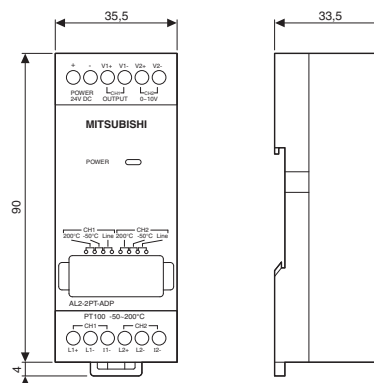 35,5
33,5
+ - V1+ V1- V2+ V2-
POWER CH1 CH2
24V DC OUTPUT 0~10V
MITSUBISHI
POWER
90
CH1 CH2
200°C -50°C Line 200°C -50°C Line
AL2-2PT-ADP
PT100 -50~200°C
CH1 CH2
L1+ L1- I1- L2+ L2- I2-
4